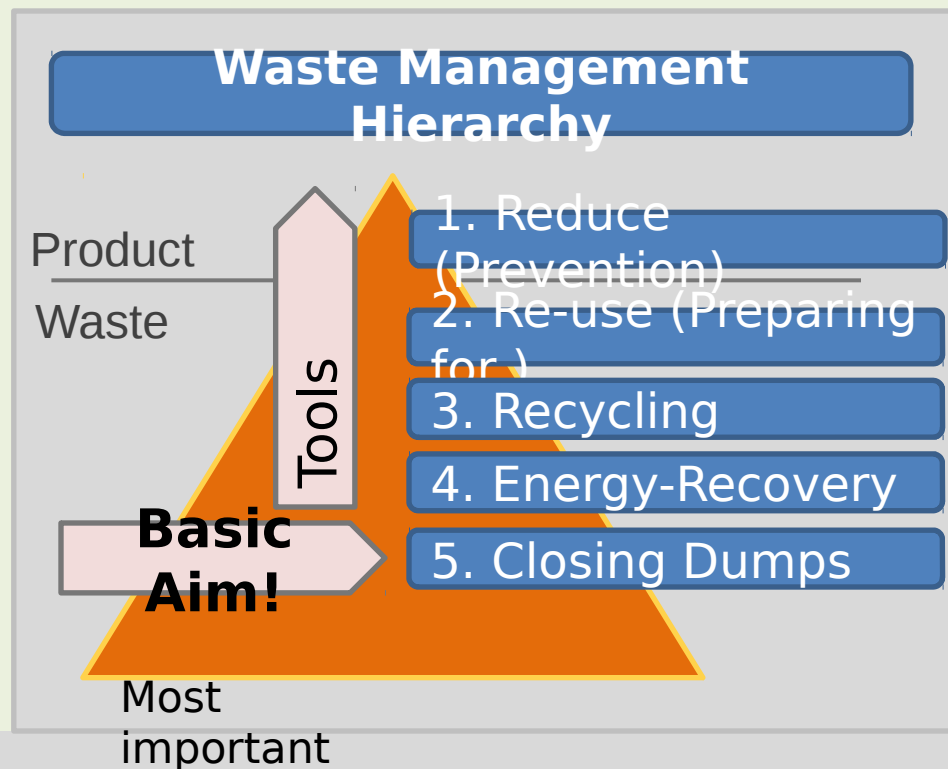 Waste Management
Hierarchy
Product
Waste
Tools
1. Reduce
(Prevention)
2. Re-use (Preparing
for )
3. Recycling
4. Energy-Recovery
5. Closing Dumps
Basic
Aim!
Most
important